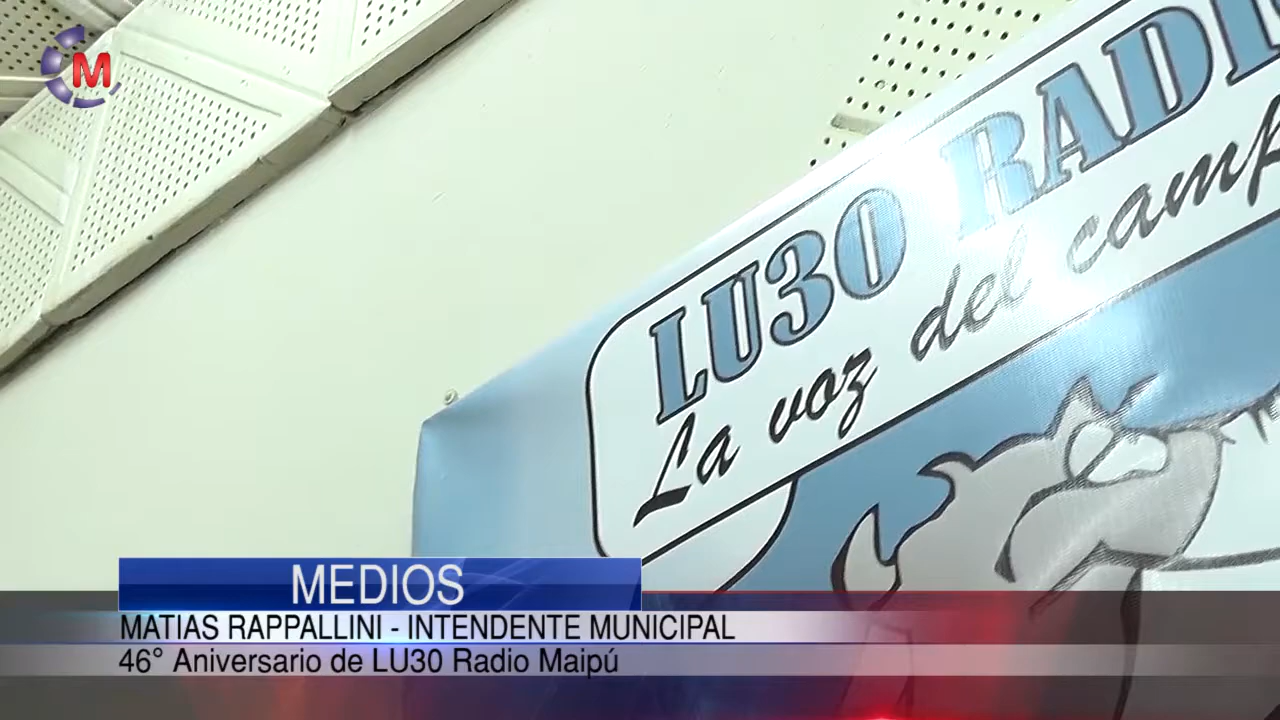 M
LU30 RADI
La voz del camp
MEDIOS
MATIAS RAPPALLINI - INTENDENTE MUNICIPAL
46° Aniversario de LU30 Radio Maipú